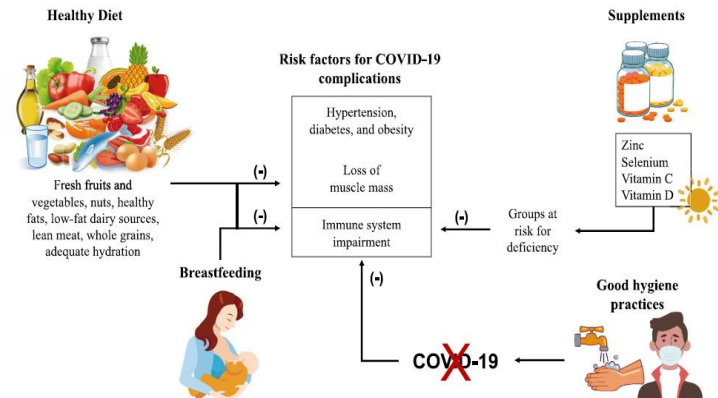 Healthy Diet
Fresh fruits and
vegetables, nuts, healthy
fats, low-fat dairy sources,
lean meat, whole grains,
adequate hydration
Breastfeeding
(-)
(-)
Risk factors for COVID-19
complications
Hypertension,
diabetes, and obesity
Loss of
muscle mass
Immune system
impairment
(-)
(-)
Supplements
Zinc
Selenium
Vitamin C
Vitamin D
Groups at
risk for
deficiency
Good hygiene
practices
COVID-19